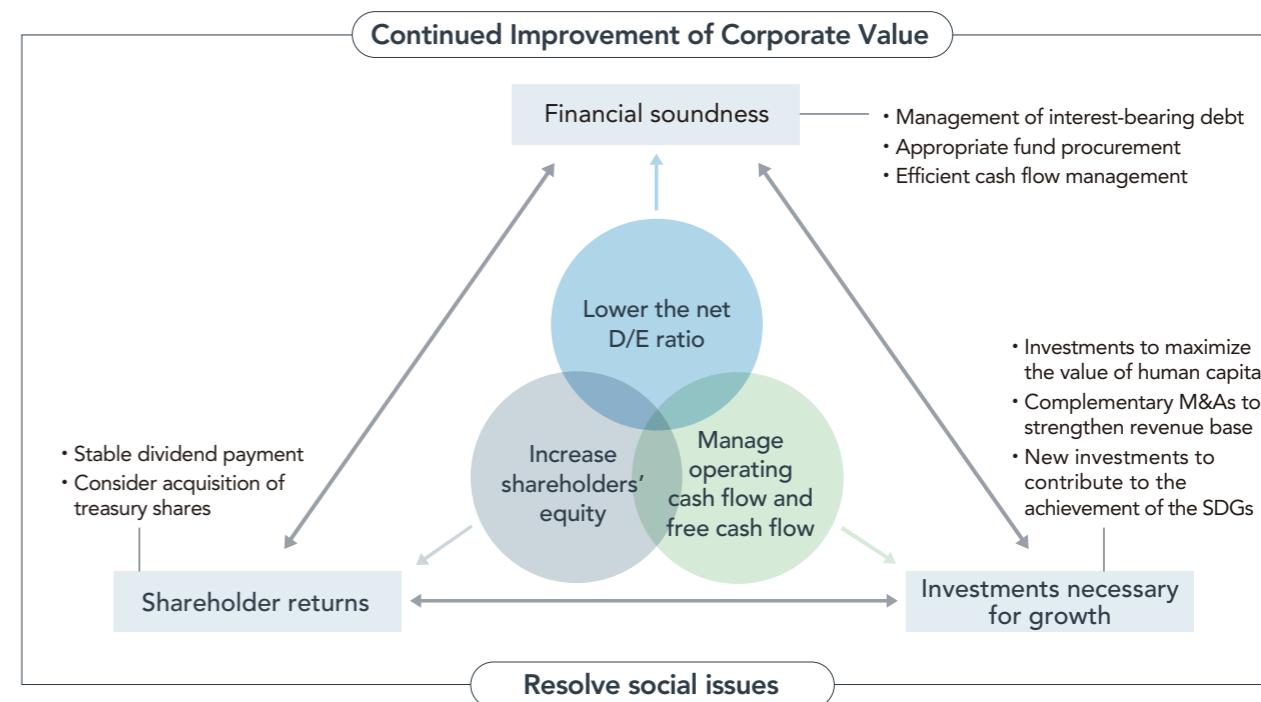 Continued Improvement of Corporate Value
Financial soundness
・Management of interest-bearing debt
・Appropriate fund procurement
・Efficient cash flow management
Lower the net
D/E ratio
Increase
shareholders'
equity
Manage
operating
cash flow and
free cash flow
・Stable dividend payment
・Consider acquisition of
treasury shares
Shareholder returns
・Investments to maximize
the value of human capita
・Complementary M&As to
strengthen revenue base
・New investments to
contribute to the
achievement of the SDGs
Investments necessary
for growth
Resolve social issues